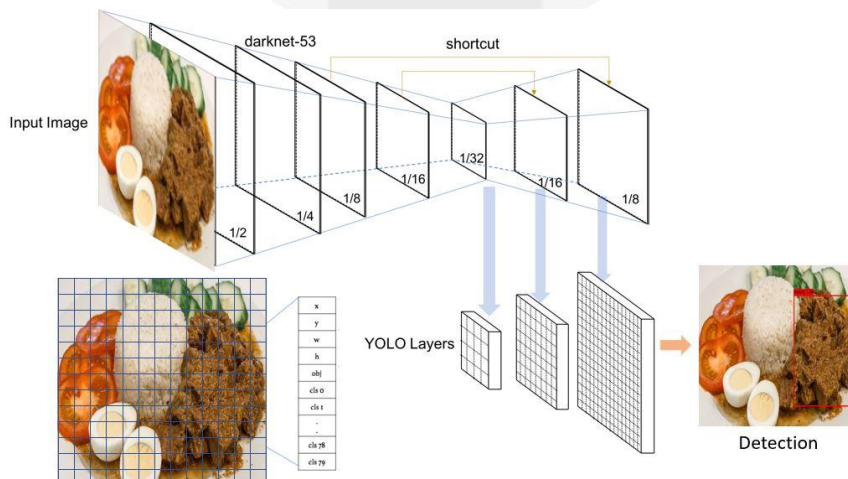 darknet-53
shortcut
Input Image
1/2
1/4
1/8
1/16
1/32
1/16
1/8
YOLO Layers
x
y
w
h
obj
cls 0
cls 1
.
.
cls 78
cls 79
Detection